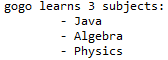 gogo learns 3 subjects:
- Java
- Algebra
- Physics